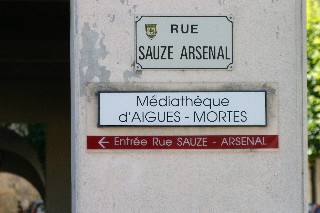 RUE
SAUZE ARSENAL
Médiathèque
d'AIGUES - MORTES
← Entrée Rue SAUZE - ARSENAL